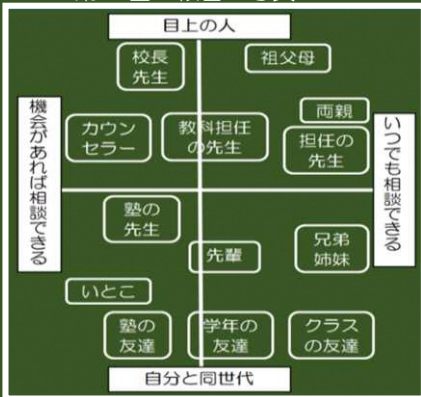 目上の人
校長
先生
祖父母
機会があれば相談できる
カウン
セラー
教科担任
の先生
両親
担任の
先生
いつでも相談できる
塾の
先生
先輩
兄弟
姉妹
いとこ
塾の
友達
学年の
友達
クラス
の友達
自分と同世代